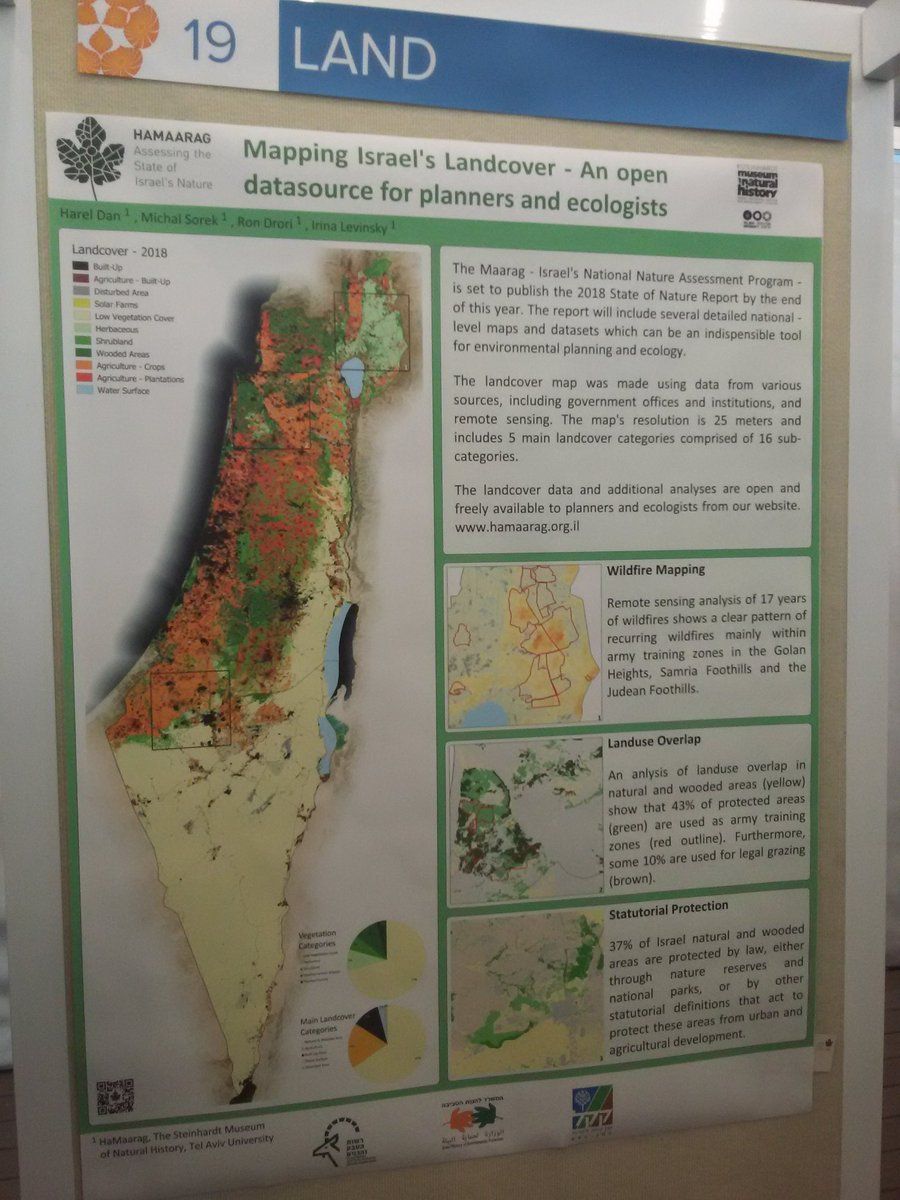 19
LAND
HAMAARAG
Assessing the
State of
Israel's Nature
Mapping Israel's Landcover - An open
datasource for planners and ecologists
museum
natural
history
Harel Dan 1 , Michal Sorek 1 , Ron Drori 1 , Irina Levinsky 1
Landcover - 2018
Built-Up
Agriculture - Built-Up
Disturbed Area
Solar Farms
Low Vegetation Cover
Herbaceous
Shrubland
Wooded Areas
Agriculture - Crops
Agriculture - Plantations
Water Surface
Vegetation
Categories
Main Landcover
Categories
The Maarag - Israel's National Nature Assessment Program -
is set to publish the 2018 State of Nature Report by the end
of this year. The report will include several detailed national -
level maps and datasets which can be an indispensible tool
for environmental planning and ecology.
The landcover map was made using data from various
sources, including government offices and institutions, and
remote sensing. The map's resolution is 25 meters and
includes 5 main landcover categories comprised of 16 sub-
categories.
The landcover data and additional analyses are open and
freely available to planners and ecologists from our website.
www.hamaarag.org.il
Wildfire Mapping
Remote sensing analysis of 17 years
of wildfires shows a clear pattern of
recurring wildfires mainly within
army training zones in the Golan
Heights, Samria Foothills and the
Judean Foothills.
1
Landuse Overlap
An anlysis of landuse overlap in
natural and wooded areas (yellow)
show that 43% of protected areas
(green) are used as army training
zones (red outline). Furthermore,
some 10% are used for legal grazing
(brown).
2
Statutorial Protection
37% of Israel natural and wooded
areas are protected by law, either
through nature reserves and
national parks, or by other
statutorial definitions that act to
protect these areas from urban and
agricultural development.
1 HaMaarag, The Steinhardt Museum
of Natural History, Tel Aviv University
המשרד להגנת הסביבה